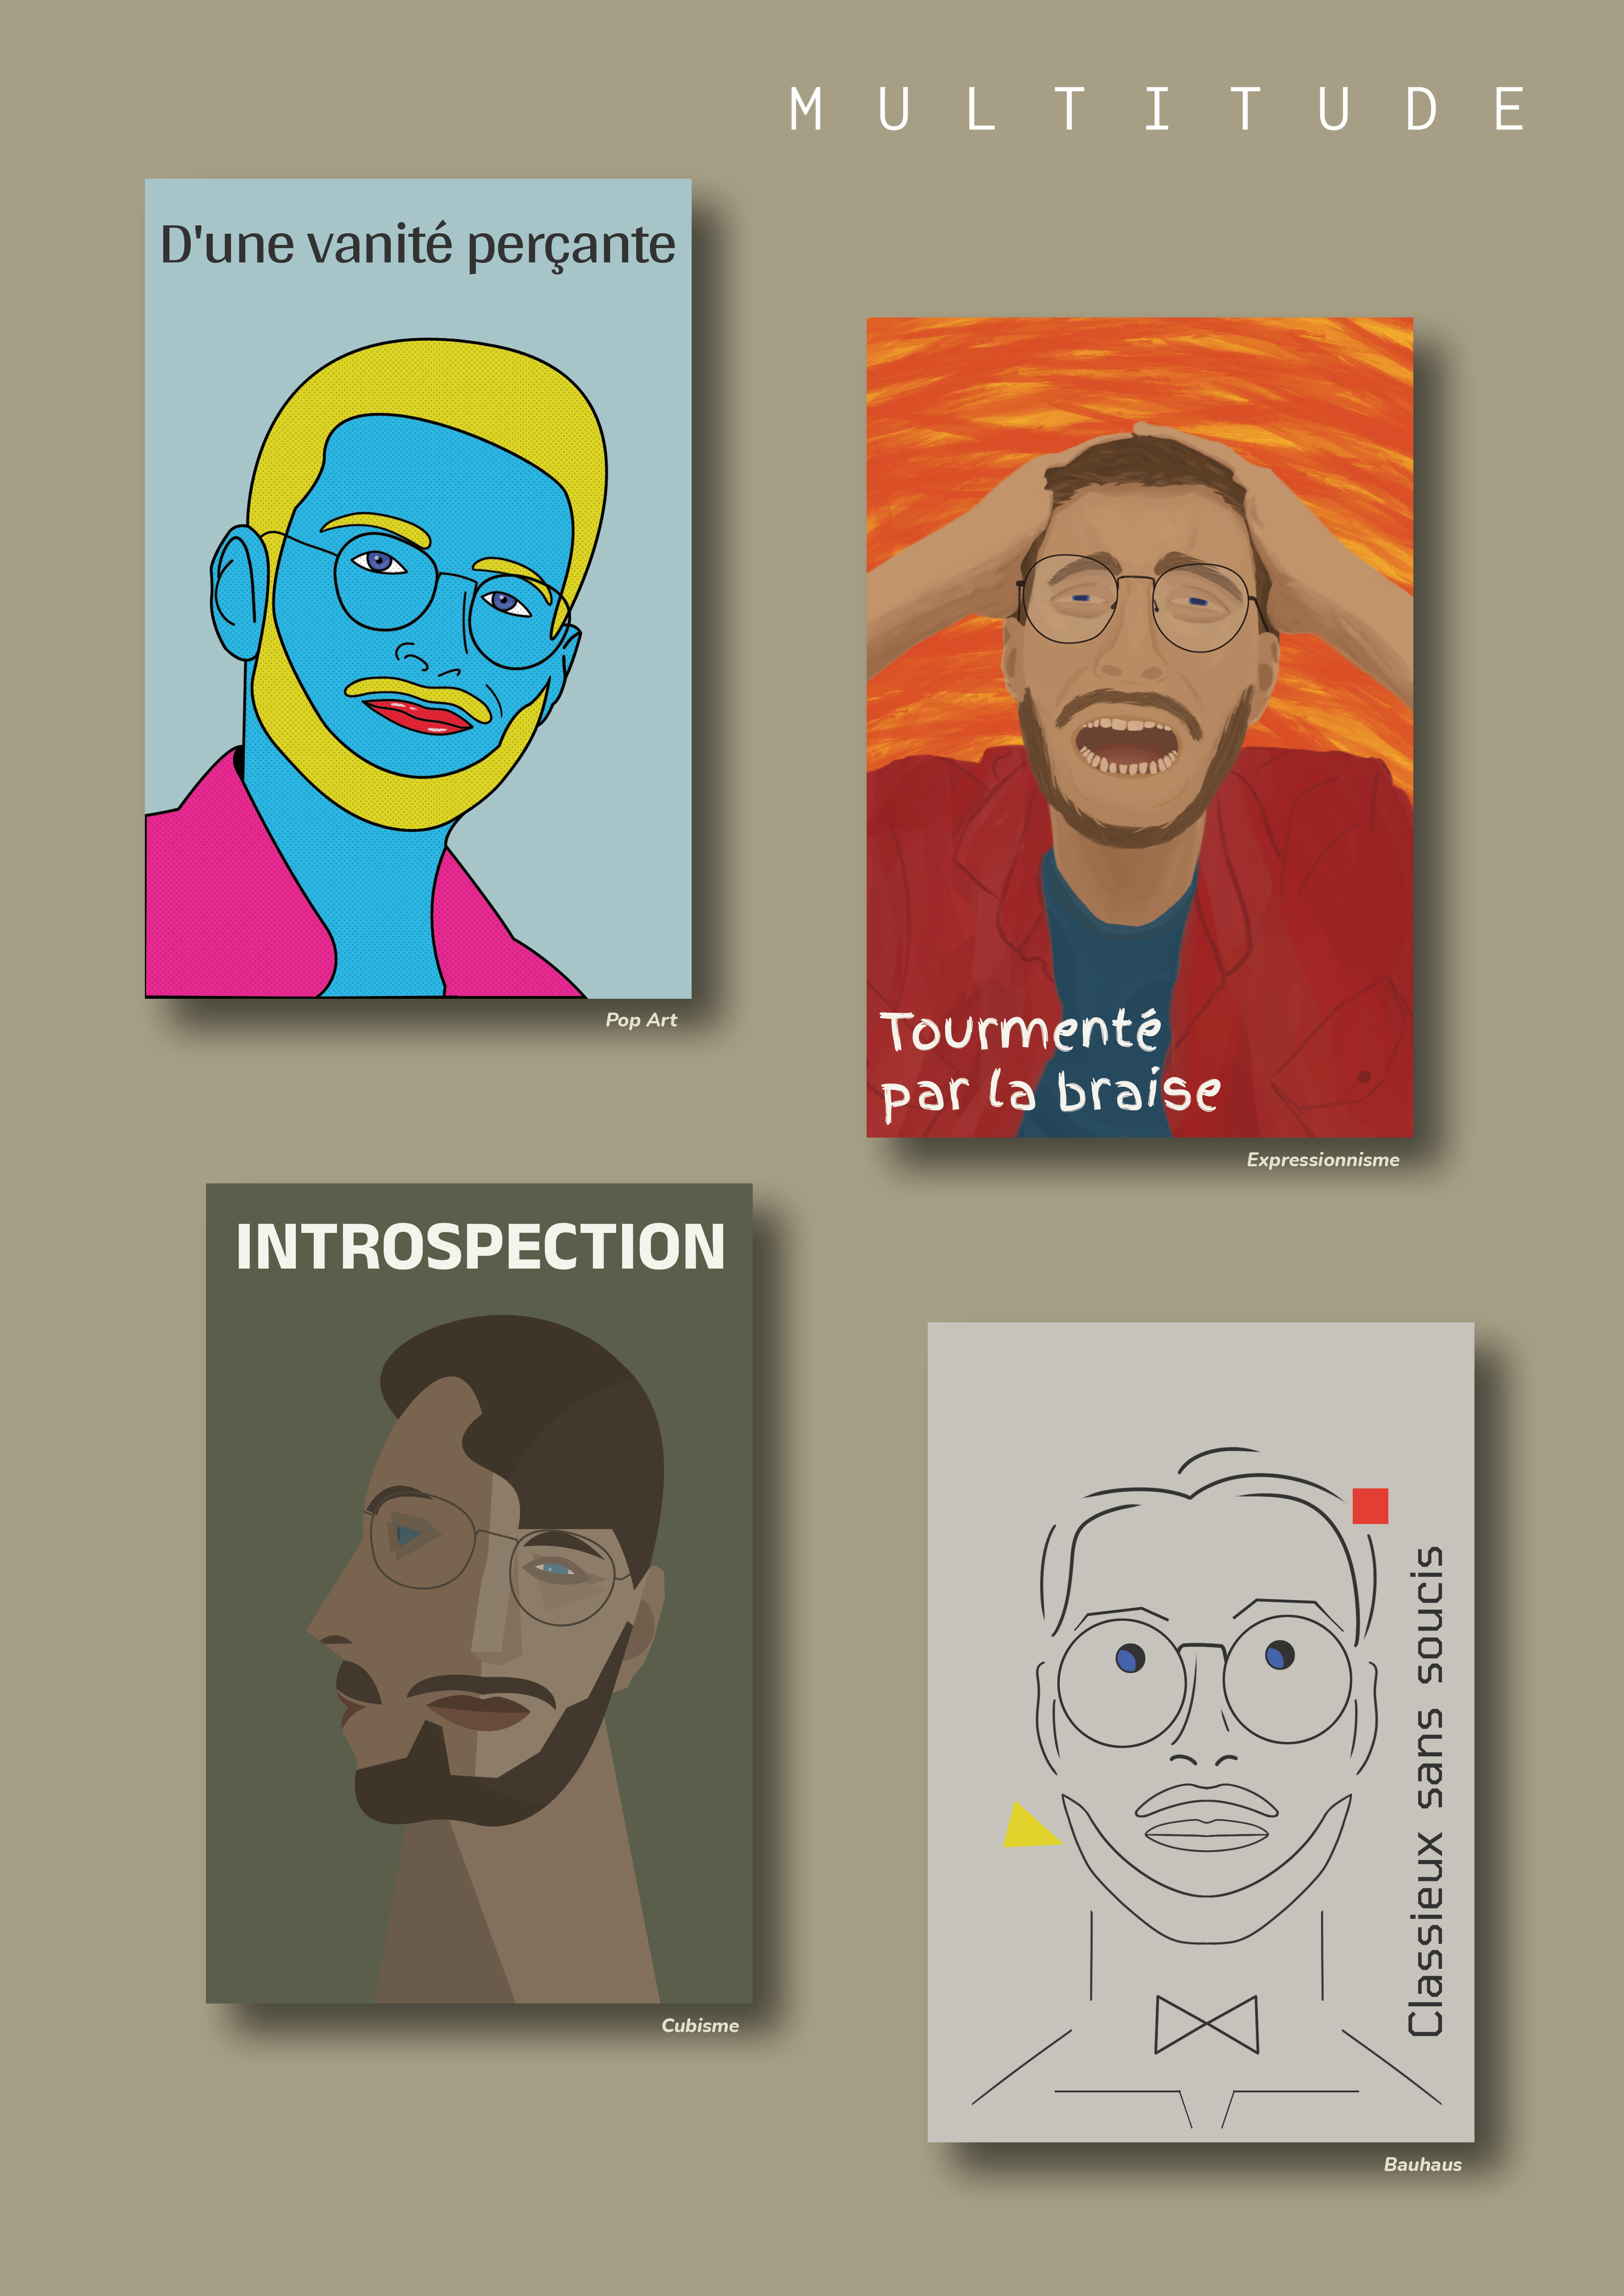 MULTITUDE
D'une vanité perçante
Pop Art
Tourmenté
par la braise
Expressionnisme
INTROSPECTION
Cubisme
Classieux sans soucis
Bauhaus